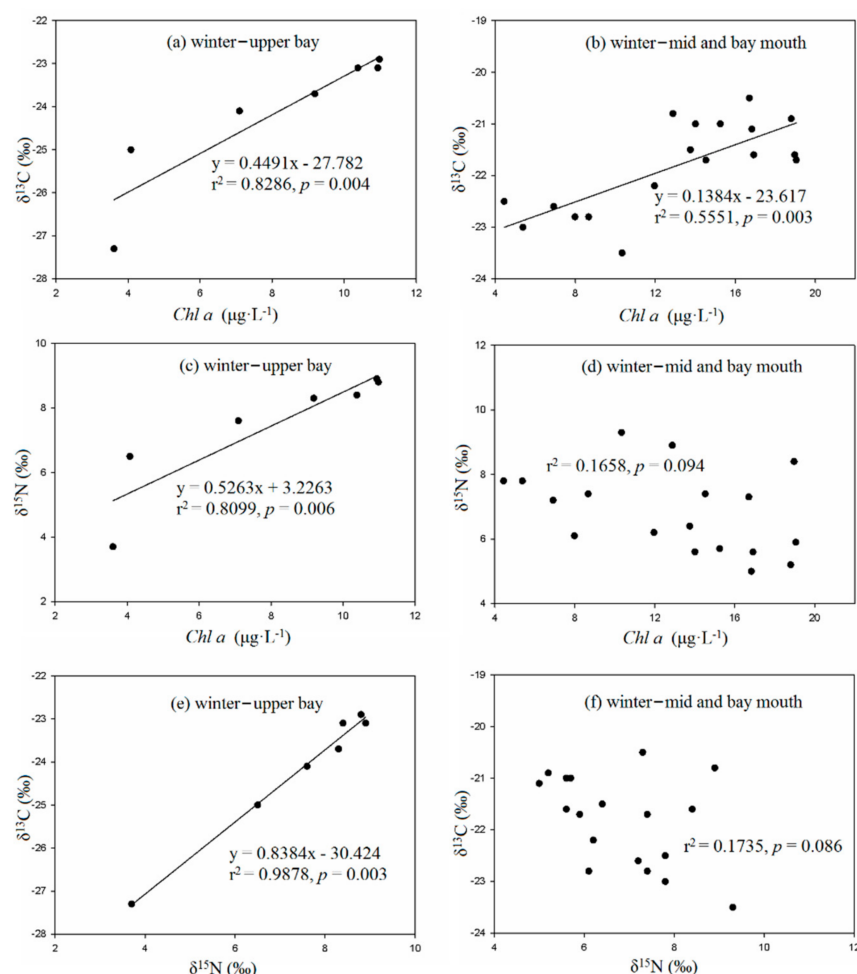 (a) winter−upper bay
y = 0.4491x - 27.782
r² = 0.8286, p = 0.004
δ¹³C (‰)
-22
-23
-24
-25
-26
-27
-28
2 4 6 8 10 12
Chl a (µg·L⁻¹)
(b) winter−mid and bay mouth
y = 0.1384x - 23.617
r² = 0.5551, p = 0.003
δ¹³C (‰)
-19
-20
-21
-22
-23
-24
4 8 12 16 20
Chl a (µg·L⁻¹)
(c) winter−upper bay
y = 0.5263x + 3.2263
r² = 0.8099, p = 0.006
δ¹⁵N (‰)
10
8
6
4
2
2 4 6 8 10 12
Chl a (µg·L⁻¹)
(d) winter−mid and bay mouth
r² = 0.1658, p = 0.094
δ¹⁵N (‰)
12
10
8
6
4
4 8 12 16 20
Chl a (µg·L⁻¹)
(e) winter−upper bay
y = 0.8384x - 30.424
r² = 0.9878, p = 0.003
δ¹³C (‰)
-22
-23
-24
-25
-26
-27
-28
2 4 6 8 10
δ¹⁵N (‰)
(f) winter−mid and bay mouth
r² = 0.1735, p = 0.086
δ¹³C (‰)
-19
-20
-21
-22
-23
-24
4 6 8 10 12
δ¹⁵N (‰)